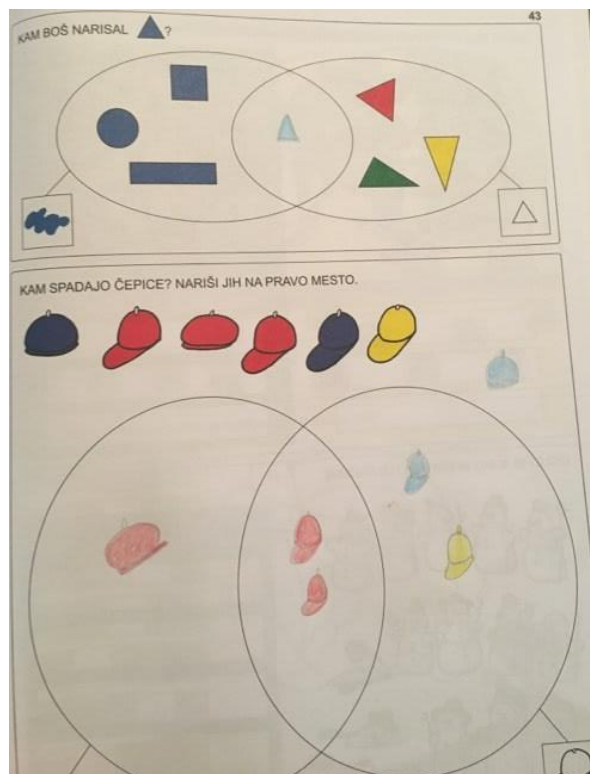 43
KAM BOŠ NARISAL ?
KAM SPADAJO ČEPICE? NARIŠI JIH NA PRAVO MESTO.